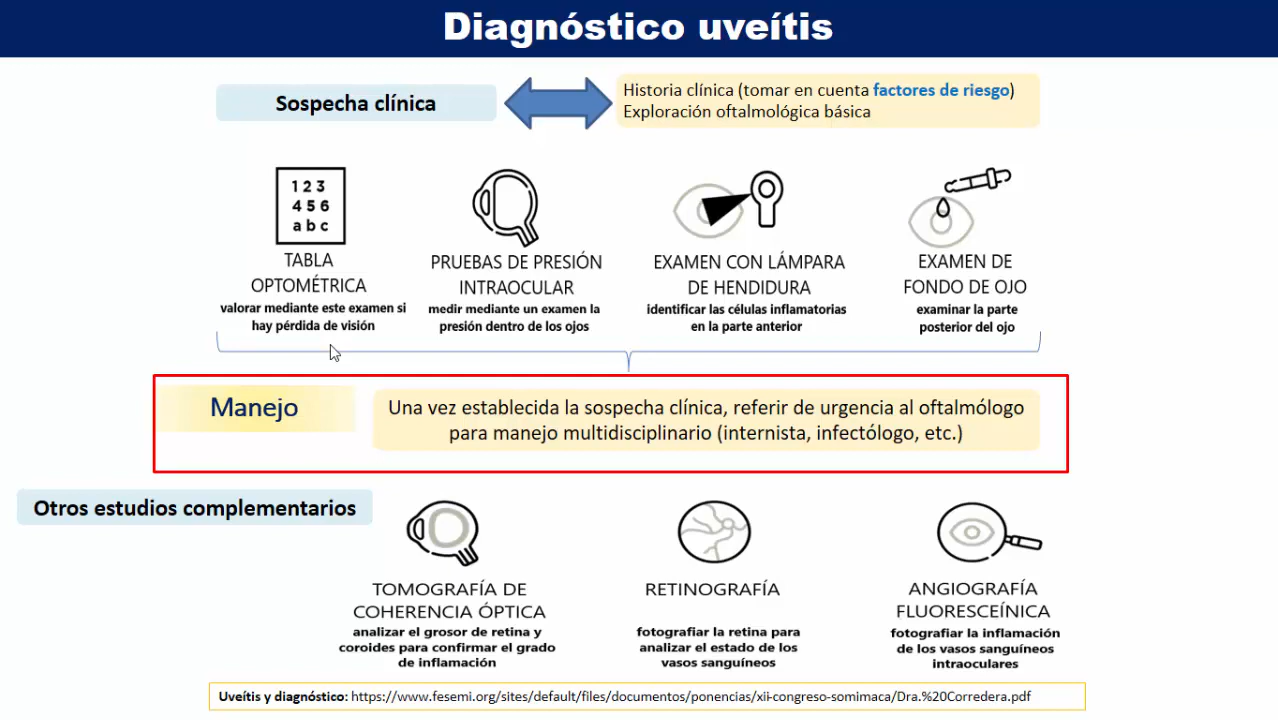 Diagnóstico uveítis
Sospecha clínica
Historia clínica (tomar en cuenta factores de riesgo)
Exploración oftalmológica básica
1 2 3
4 5 6
a b c
TABLA
OPTOMÉTRICA
valorar mediante este examen si
hay pérdida de visión
PRUEBAS DE PRESIÓN
INTRAOCULAR
medir mediante un examen la
presión dentro de los ojos
EXAMEN CON LÁMPARA
DE HENDIDURA
identificar las células inflamatorias
en la parte anterior
EXAMEN DE
FONDO DE OJO
examinar la parte
posterior del ojo
Manejo
Una vez establecida la sospecha clínica, referir de urgencia al oftalmólogo
para manejo multidisciplinario (internista, infectólogo, etc.)
Otros estudios complementarios
TOMOGRAFÍA DE
COHERENCIA ÓPTICA
analizar el grosor de retina y
coroides para confirmar el grado
de inflamación
RETINOGRAFÍA
fotografiar la retina para
analizar el estado de los
vasos sanguíneos
ANGIOGRAFÍA
FLUORESCEÍNICA
fotografiar la inflamación
de los vasos sanguíneos
intraoculares
Uveítis y diagnóstico: https://www.fesemi.org/sites/default/files/documentos/ponencias/xii-congreso-somimaca/Dra.%20Corredera.pdf